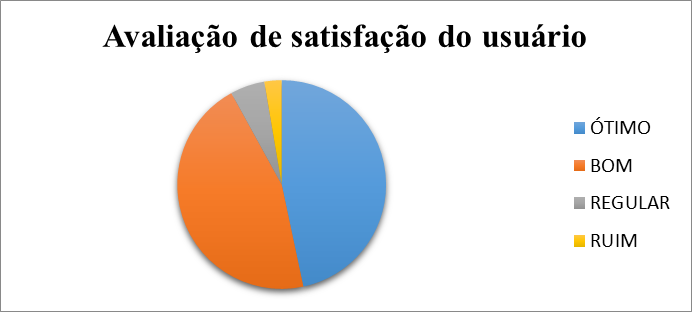 Avaliação de satisfação do usuário
ÓTIMO
BOM
REGULAR
RUIM